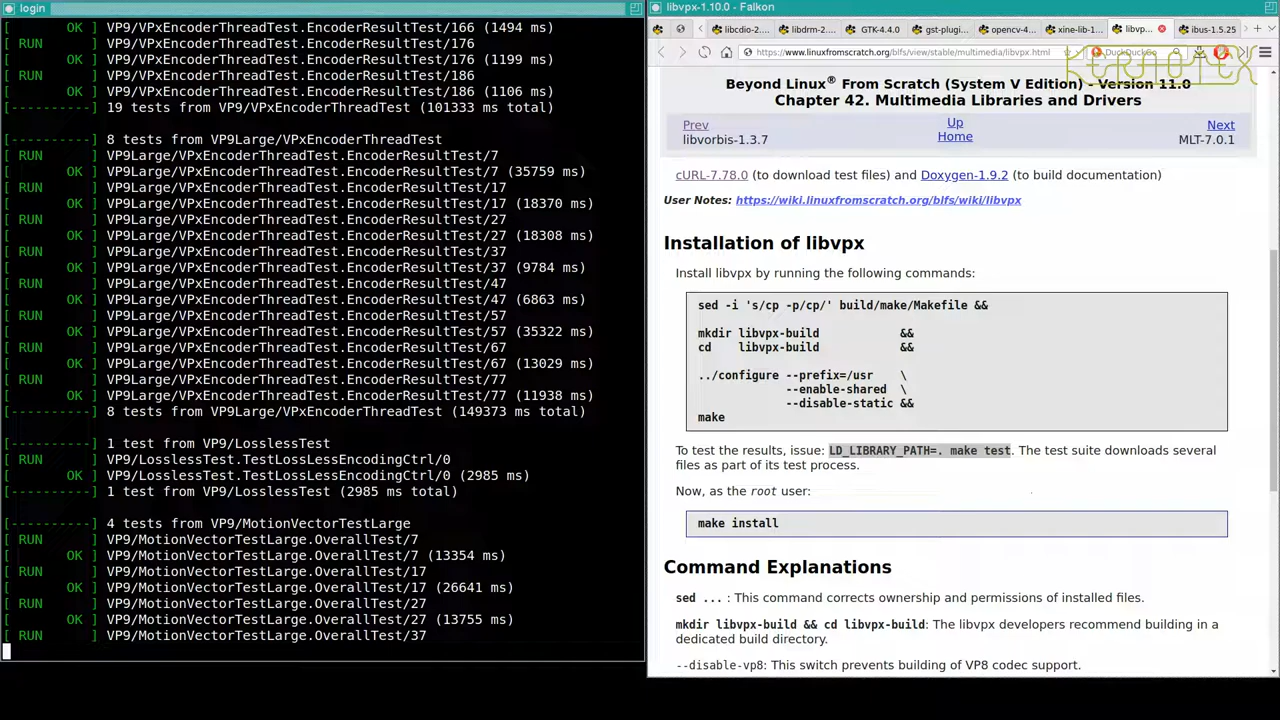 login
[       OK ] VP9/VPxEncoderThreadTest.EncoderResultTest/166 (1494 ms)
[ RUN      ] VP9/VPxEncoderThreadTest.EncoderResultTest/176
[       OK ] VP9/VPxEncoderThreadTest.EncoderResultTest/176 (1199 ms)
[ RUN      ] VP9/VPxEncoderThreadTest.EncoderResultTest/186
[       OK ] VP9/VPxEncoderThreadTest.EncoderResultTest/186 (1106 ms)
[----------] 19 tests from VP9/VPxEncoderThreadTest (101333 ms total)
[----------] 8 tests from VP9Large/VPxEncoderThreadTest
[ RUN      ] VP9Large/VPxEncoderThreadTest.EncoderResultTest/7
[       OK ] VP9Large/VPxEncoderThreadTest.EncoderResultTest/7 (35759 ms)
[ RUN      ] VP9Large/VPxEncoderThreadTest.EncoderResultTest/17
[       OK ] VP9Large/VPxEncoderThreadTest.EncoderResultTest/17 (18370 ms)
[ RUN      ] VP9Large/VPxEncoderThreadTest.EncoderResultTest/27
[       OK ] VP9Large/VPxEncoderThreadTest.EncoderResultTest/27 (18308 ms)
[ RUN      ] VP9Large/VPxEncoderThreadTest.EncoderResultTest/37
[       OK ] VP9Large/VPxEncoderThreadTest.EncoderResultTest/37 (9784 ms)
[ RUN      ] VP9Large/VPxEncoderThreadTest.EncoderResultTest/47
[       OK ] VP9Large/VPxEncoderThreadTest.EncoderResultTest/47 (6863 ms)
[ RUN      ] VP9Large/VPxEncoderThreadTest.EncoderResultTest/57
[       OK ] VP9Large/VPxEncoderThreadTest.EncoderResultTest/57 (35322 ms)
[ RUN      ] VP9Large/VPxEncoderThreadTest.EncoderResultTest/67
[       OK ] VP9Large/VPxEncoderThreadTest.EncoderResultTest/67 (13029 ms)
[ RUN      ] VP9Large/VPxEncoderThreadTest.EncoderResultTest/77
[       OK ] VP9Large/VPxEncoderThreadTest.EncoderResultTest/77 (11938 ms)
[----------] 8 tests from VP9Large/VPxEncoderThreadTest (149373 ms total)
[----------] 1 test from VP9/LosslessTest
[ RUN      ] VP9/LosslessTest.TestLossLessEncodingCtrl/0
[       OK ] VP9/LosslessTest.TestLossLessEncodingCtrl/0 (2985 ms)
[----------] 1 test from VP9/LosslessTest (2985 ms total)
[----------] 4 tests from VP9/MotionVectorTestLarge
[ RUN      ] VP9/MotionVectorTestLarge.OverallTest/7
[       OK ] VP9/MotionVectorTestLarge.OverallTest/7 (13354 ms)
[ RUN      ] VP9/MotionVectorTestLarge.OverallTest/17
[       OK ] VP9/MotionVectorTestLarge.OverallTest/17 (26641 ms)
[ RUN      ] VP9/MotionVectorTestLarge.OverallTest/27
[       OK ] VP9/MotionVectorTestLarge.OverallTest/27 (13755 ms)
[ RUN      ] VP9/MotionVectorTestLarge.OverallTest/37
libvpx-1.10.0 - Falkon
libcdio-2... libdrm-2... GTK-4.4.0 gst-plugin... opencv-4... xine-lib-1... libvp... ibus-1.5.25
https://www.linuxfromscratch.org/blfs/view/stable/multimedia/libvpx.html DuckDuckGo
KERNOTEX
Beyond Linux® From Scratch (System V Edition) - Version 11.0
Chapter 42. Multimedia Libraries and Drivers
Prev Up Next
libvorbis-1.3.7 Home MLT-7.0.1
cURL-7.78.0 (to download test files) and Doxygen-1.9.2 (to build documentation)
User Notes: https://wiki.linuxfromscratch.org/blfs/wiki/libvpx
Installation of libvpx
Install libvpx by running the following commands:
sed -i 's/cp -p/cp/' build/make/Makefile &&
mkdir libvpx-build &&
cd libvpx-build &&
../configure --prefix=/usr \
--enable-shared \
--disable-static &&
make
To test the results, issue: LD_LIBRARY_PATH=. make test. The test suite downloads several
files as part of its test process.
Now, as the root user:
make install
Command Explanations
sed ... : This command corrects ownership and permissions of installed files.
mkdir libvpx-build && cd libvpx-build: The libvpx developers recommend building in a
dedicated build directory.
--disable-vp8: This switch prevents building of VP8 codec support.